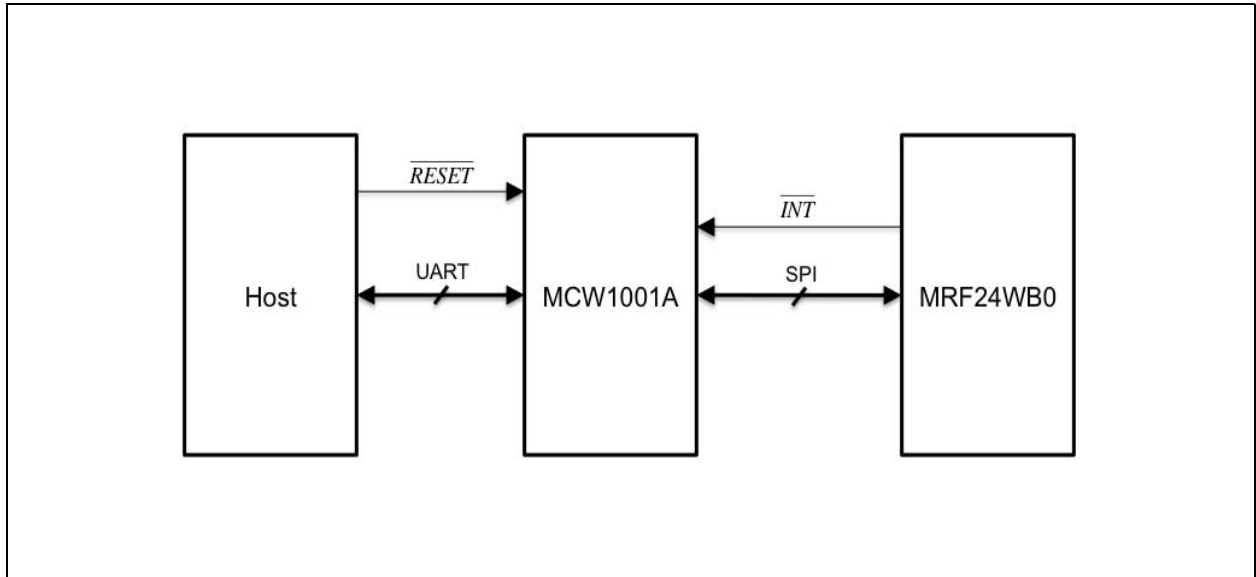 RESET
INT
UART
SPI
Host
MCW1001A
MRF24WB0